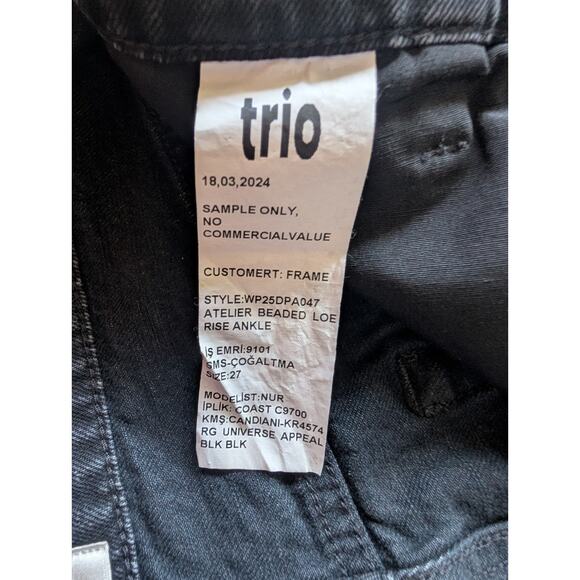 trio
18,03,2024
SAMPLE ONLY,
NO
COMMERCIALVALUE
CUSTOMERT: FRAME
STYLE:WP25DPA047
ATELIER BEADED LOE
RISE ANKLE
İŞ EMRİ:9101
SMS-ÇOĞALTMA
SIZE:27
MODELİST:NUR
İPLİK: COAST C9700
KMŞ:CANDIANI-KR4574
RG UNIVERSE APPEAL
BLK BLK